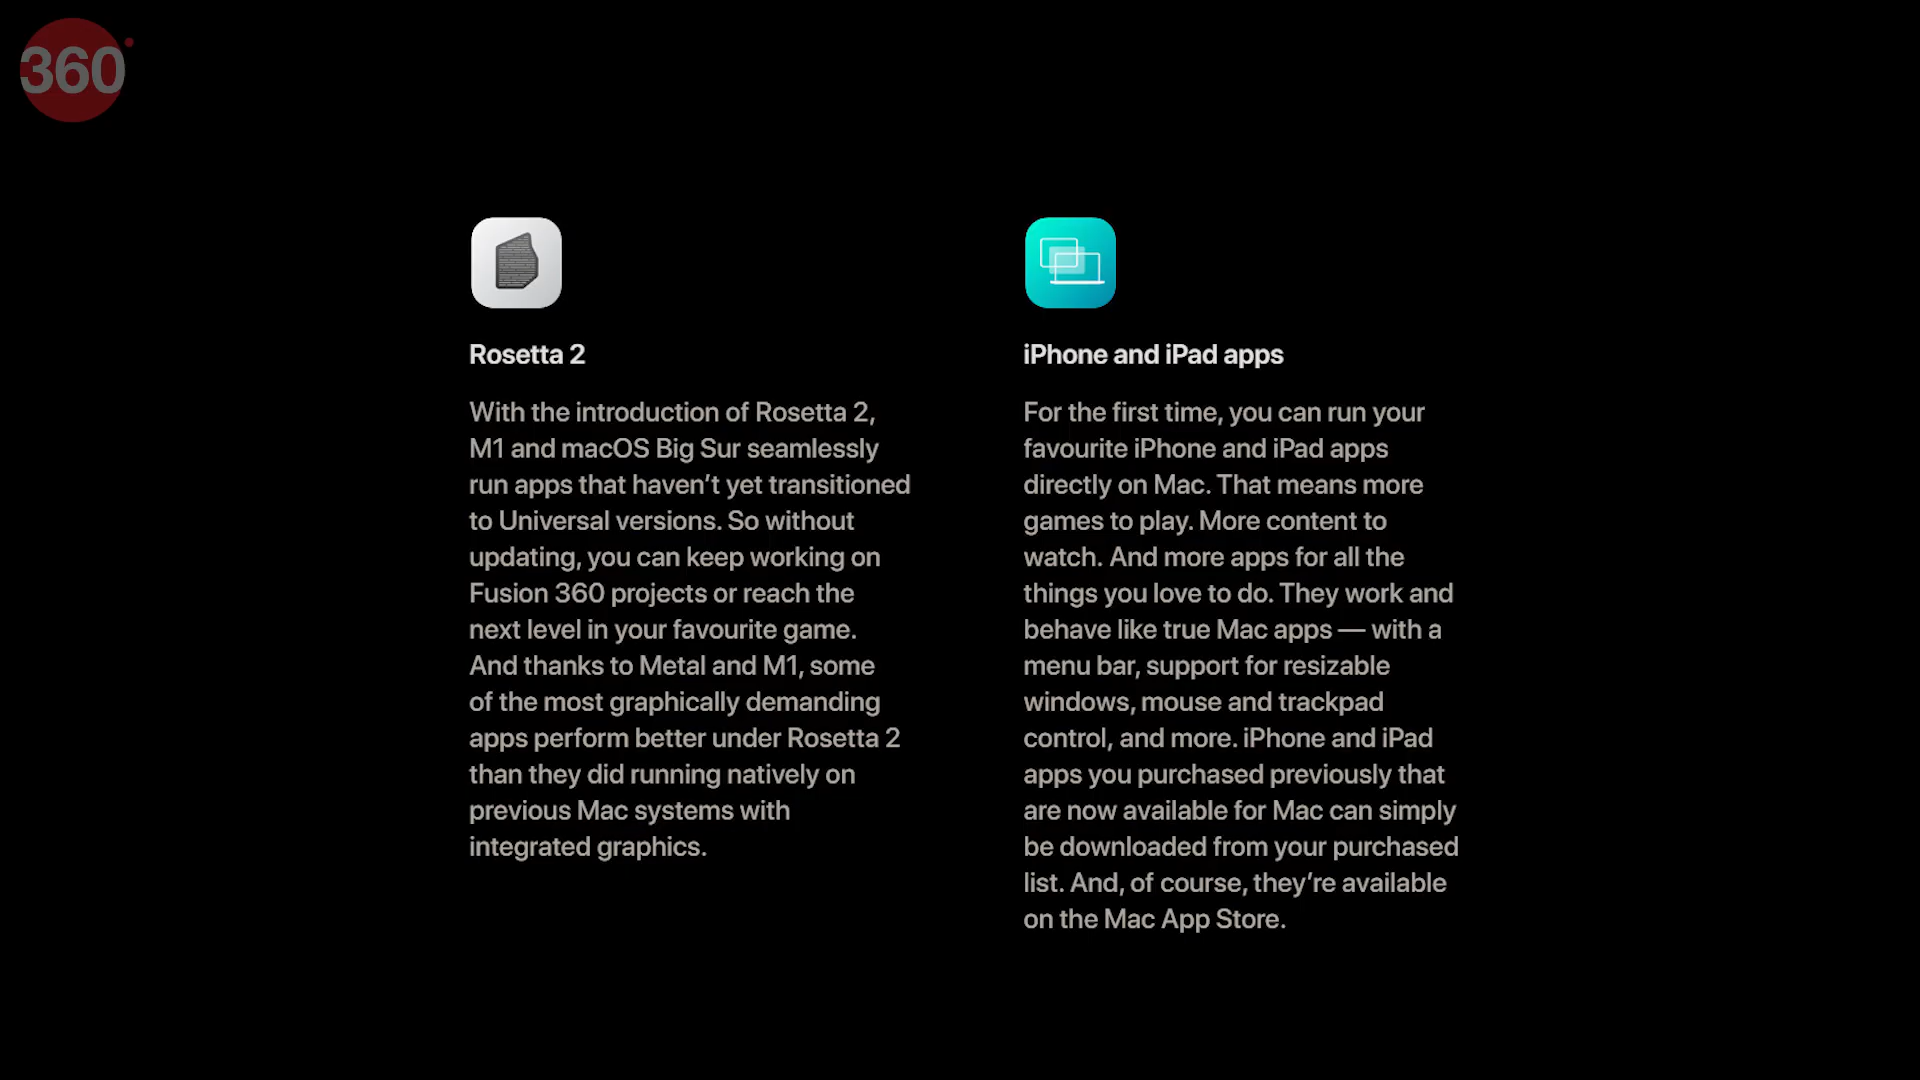 360
Rosetta 2
With the introduction of Rosetta 2,
M1 and macOS Big Sur seamlessly
run apps that haven’t yet transitioned
to Universal versions. So without
updating, you can keep working on
Fusion 360 projects or reach the
next level in your favourite game.
And thanks to Metal and M1, some
of the most graphically demanding
apps perform better under Rosetta 2
than they did running natively on
previous Mac systems with
integrated graphics.
iPhone and iPad apps
For the first time, you can run your
favourite iPhone and iPad apps
directly on Mac. That means more
games to play. More content to
watch. And more apps for all the
things you love to do. They work and
behave like true Mac apps — with a
menu bar, support for resizable
windows, mouse and trackpad
control, and more. iPhone and iPad
apps you purchased previously that
are now available for Mac can simply
be downloaded from your purchased
list. And, of course, they’re available
on the Mac App Store.